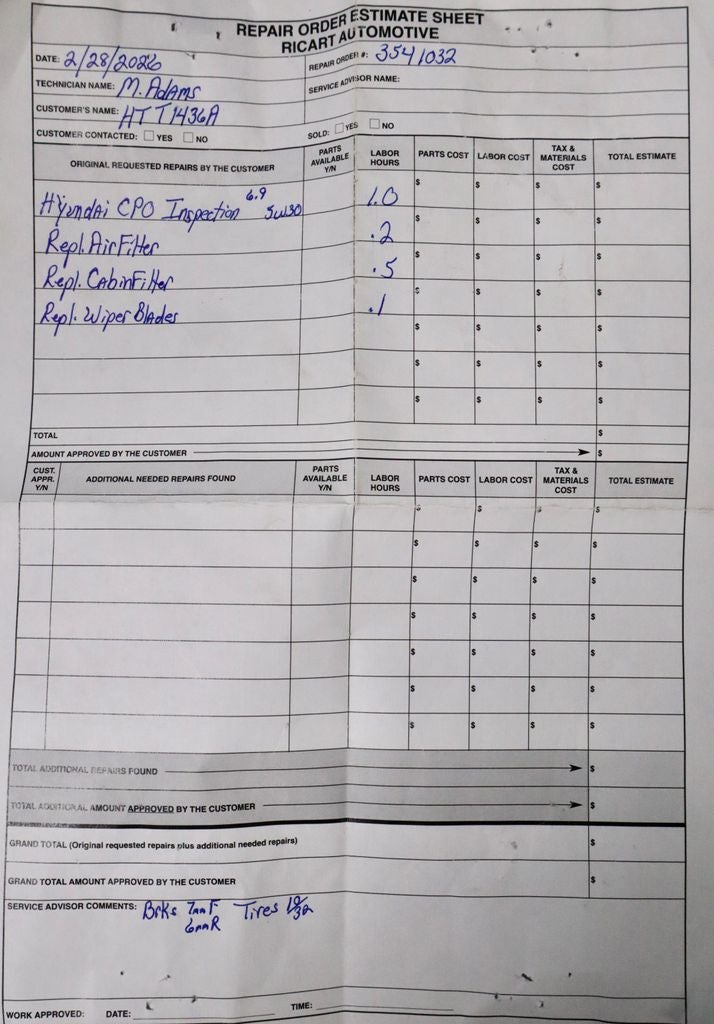 REPAIR ORDER ESTIMATE SHEET
RICART AUTOMOTIVE
DATE: 2/28/2026 REPAIR ORDER #: 3541032
TECHNICIAN NAME: M. Adams SERVICE ADVISOR NAME:
CUSTOMER'S NAME: HTT1436A
CUSTOMER CONTACTED: YES NO SOLD: YES NO
ORIGINAL REQUESTED REPAIRS BY THE CUSTOMER PARTS AVAILABLE Y/N LABOR HOURS PARTS COST LABOR COST TAX & MATERIALS COST TOTAL ESTIMATE
Hyundai CPO Inspection 6.9 5W30 1.0 $ $ $ $
Repl. Air Filter .2 $ $ $ $
Repl. Cabin Filter .5 $ $ $ $
Repl. Wiper Blades .1 $ $ $ $
$ $ $ $
$ $ $ $
$ $ $ $
TOTAL $
AMOUNT APPROVED BY THE CUSTOMER $
CUST. APPR. Y/N ADDITIONAL NEEDED REPAIRS FOUND PARTS AVAILABLE Y/N LABOR HOURS PARTS COST LABOR COST TAX & MATERIALS COST TOTAL ESTIMATE
$ $ $ $
$ $ $ $
$ $ $ $
$ $ $ $
$ $ $ $
$ $ $ $
$ $ $ $
TOTAL ADDITIONAL REPAIRS FOUND $
TOTAL ADDITIONAL AMOUNT APPROVED BY THE CUSTOMER $
GRAND TOTAL (Original requested repairs plus additional needed repairs) $
GRAND TOTAL AMOUNT APPROVED BY THE CUSTOMER $
SERVICE ADVISOR COMMENTS: Brks 7mm F Tires 10/32
6mm R
WORK APPROVED: DATE: TIME: